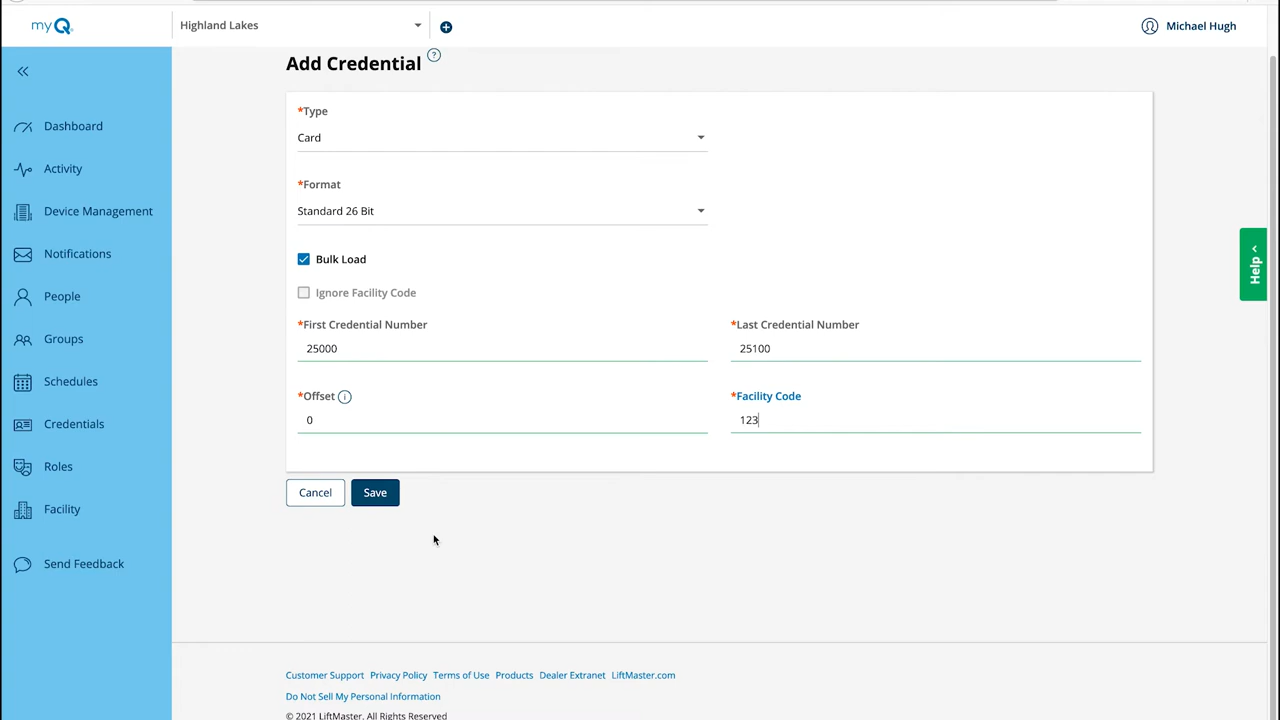 myQ
Highland Lakes
Michael Hugh
Dashboard
Activity
Device Management
Notifications
People
Groups
Schedules
Credentials
Roles
Facility
Send Feedback
Add Credential ?
*Type
Card
*Format
Standard 26 Bit
Bulk Load
Ignore Facility Code
*First Credential Number
25000
*Last Credential Number
25100
*Offset i
0
*Facility Code
123
Cancel
Save
Help
Customer Support Privacy Policy Terms of Use Products Dealer Extranet LiftMaster.com
Do Not Sell My Personal Information
© 2021 LiftMaster. All Rights Reserved